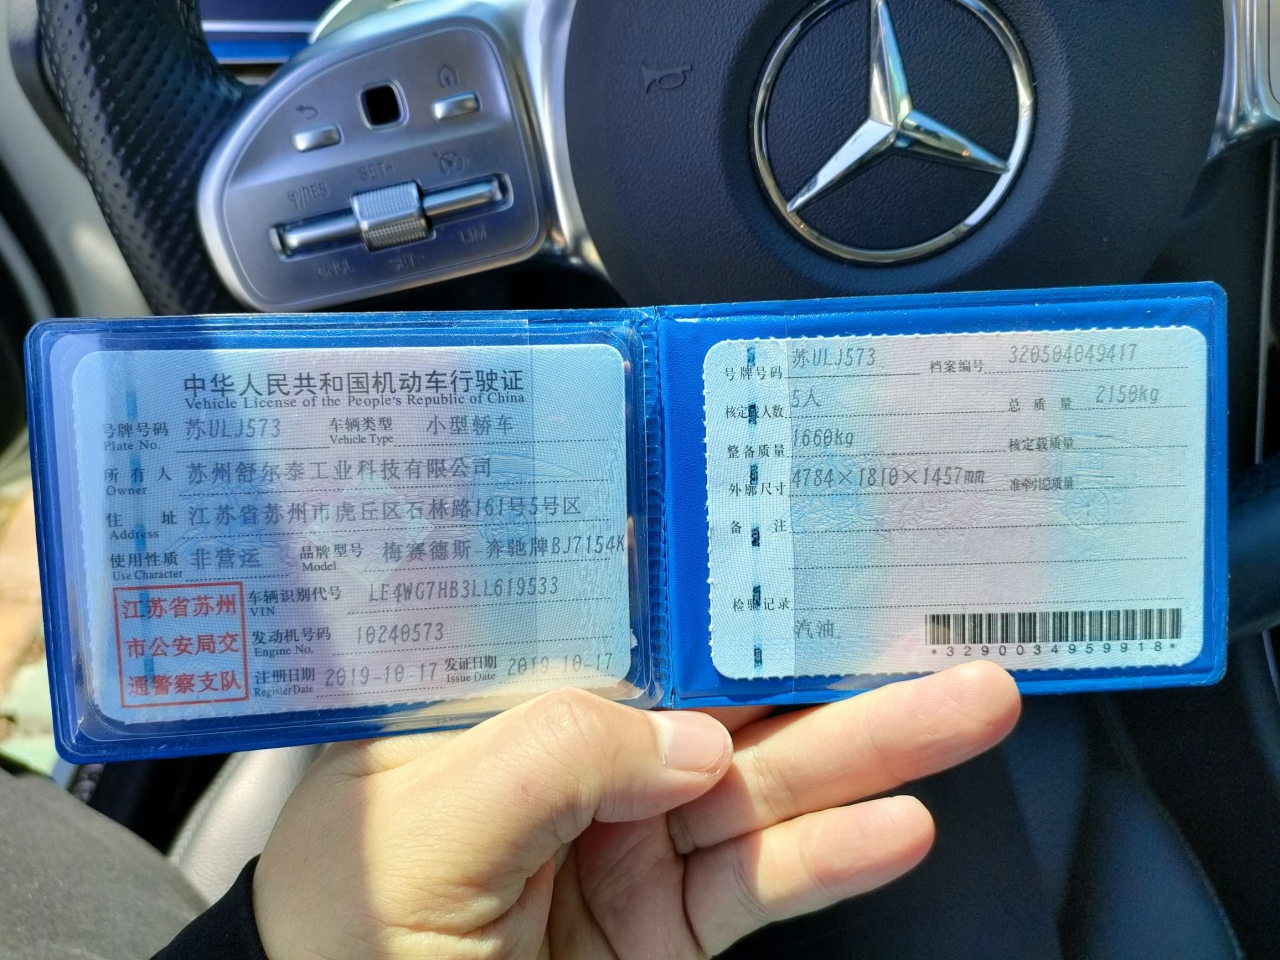 SET+
RES
LIM
CNCL
SET-
中华人民共和国机动车行驶证
Vehicle License of the People's Republic of China
号牌号码 苏ULJ573 车辆类型 小型轿车
Plate No. Vehicle Type
所有人 苏州舒尔泰工业科技有限公司
Owner
住址 江苏省苏州市虎丘区石林路161号5号区
Address
使用性质 非营运 品牌型号 梅赛德斯-奔驰牌BJ7154K
Use Character Model
江苏省苏州
市公安局交
通警察支队
车辆识别代号 LE4WG7HB3LL619533
VIN
发动机号码 10240573
Engine No.
注册日期 2019-10-17 发证日期 2019-10-17
Register Date Issue Date
号牌号码 苏ULJ573 档案编号 320504049417
核定载人数 5人 总质量 2150kg
整备质量 1660kg 核定载质量
外廓尺寸 4784×1810×1457mm 准牵引总质量
备注
检验记录
汽油
*3290034959918*